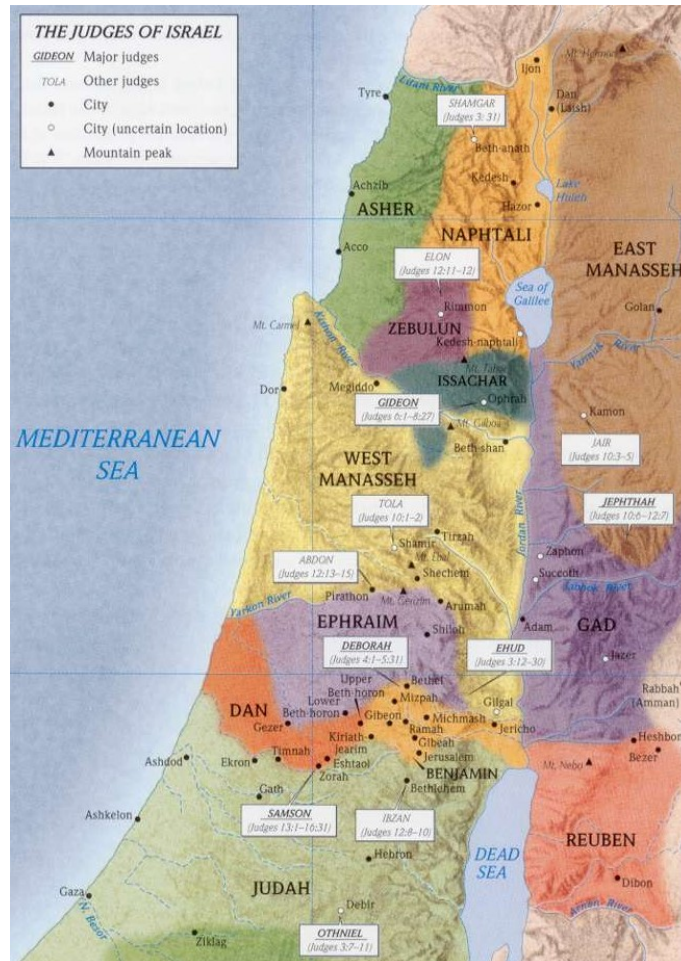 THE JUDGES OF ISRAEL
GIDEON Major judges
TOLA Other judges
City
City (uncertain location)
Mountain peak
Mt. Hermon
Ijon
Litani River
Tyre
Dan
(Laish)
SHAMGAR
(Judges 3: 31)
Beth-anath
Kedesh
Lake
Huleh
Achzib
ASHER
Hazor
NAPHTALI
Acco
EAST
MANASSEH
ELON
(Judges 12:11–12)
Sea of
Galilee
Rimmon
Golan
Mt. Carmel
Kishon River
ZEBULUN
Kedesh-naphtali
Yarmuk River
Mt. Tabor
ISSACHAR
Dor
Megiddo
Ophrah
GIDEON
(Judges 6:1–8:27)
Kamon
Mt. Gilboa
MEDITERRANEAN
SEA
Beth-shan
JAIR
(Judges 10:3–5)
WEST
MANASSEH
TOLA
(Judges 10:1–2)
JEPHTHAH
(Judges 10:6–12:7)
Jordan River
Tirzah
Shamir
Mt. Ebal
Zaphon
ABDON
(Judges 12:13–15)
Shechem
Succoth
Jabbok River
Pirathon
Mt. Gerizim
Arumah
Yarkon River
EPHRAIM
Adam
GAD
Shiloh
DEBORAH
(Judges 4:1–5:31)
EHUD
(Judges 3:12–30)
Jazer
Bethel
Upper
Beth-horon
Mizpah
Rabbah
(Amman)
Lower
Beth-horon
Gilgal
DAN
Gezer
Gibeon
Michmash
Ramah
Jericho
Kiriath
Jearim
Gibeah
Heshbon
Bezer
Timnah
Ashdod
Ekron
Eshtaol
Jerusalem
Zorah
BENJAMIN
Mt. Nebo
Bethlehem
Gath
SAMSON
(Judges 13:1–16:31)
IBZAN
(Judges 12:8–10)
Ashkelon
REUBEN
DEAD
SEA
Hebron
Dibon
JUDAH
Gaza
N. Besor
Debir
Arnon River
OTHNIEL
(Judges 3:7–11)
Ziklag